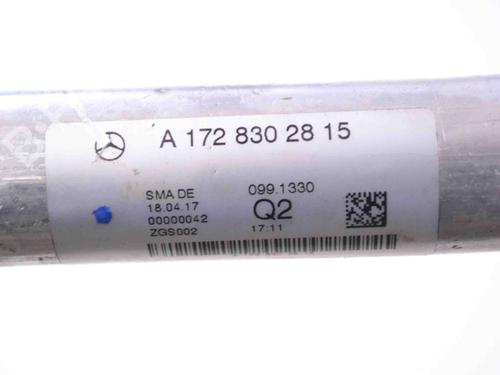 A 172 830 28 15
SMA DE
099.1330
18.04.17
Q2
00000042
ZGS002
17:11